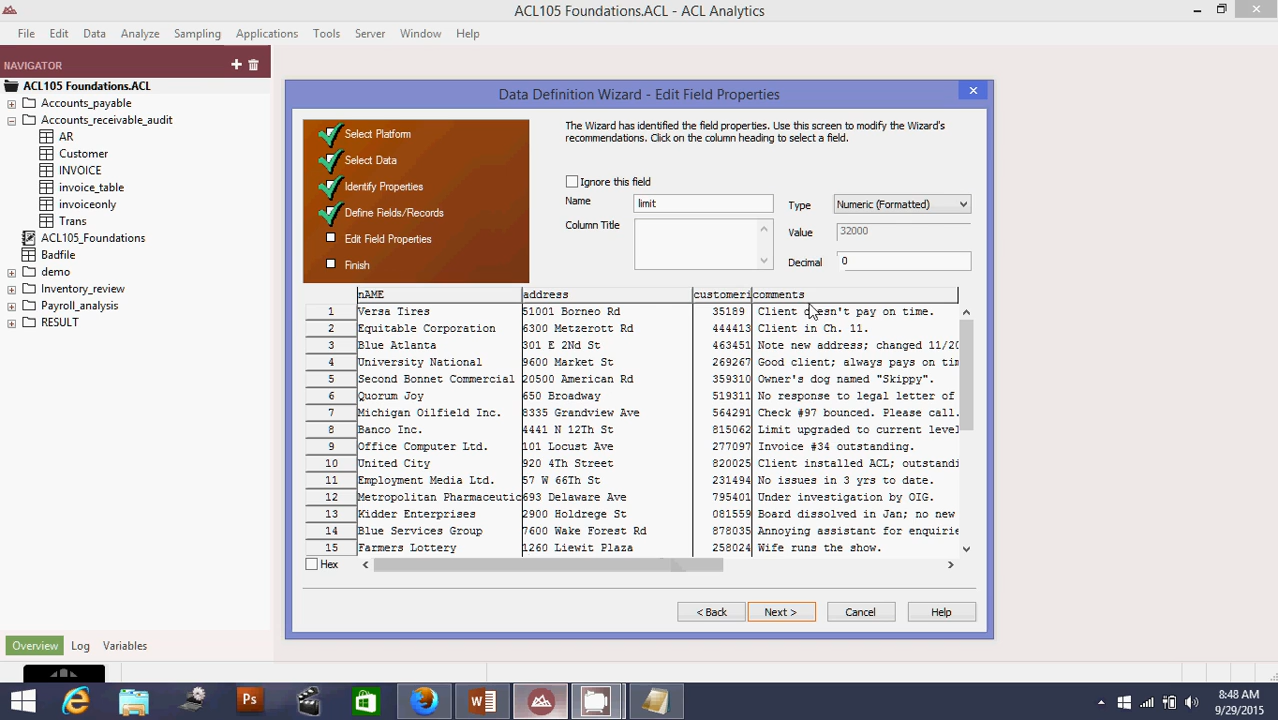 ACL105 Foundations.ACL - ACL Analytics
File Edit Data Analyze Sampling Applications Tools Server Window Help
NAVIGATOR
ACL105 Foundations.ACL
Accounts_payable
Accounts_receivable_audit
AR
Customer
INVOICE
invoice_table
invoiceonly
Trans
ACL105_Foundations
Badfile
demo
Inventory_review
Payroll_analysis
RESULT
Overview Log Variables
Data Definition Wizard - Edit Field Properties
Select Platform
Select Data
Identify Properties
Define Fields/Records
Edit Field Properties
Finish
The Wizard has identified the field properties. Use this screen to modify the Wizard's
recommendations. Click on the column heading to select a field.
Ignore this field
Name limit Type Numeric (Formatted)
Column Title Value 32000
Decimal 0
nAME address customeri comments
1 Versa Tires 51001 Borneo Rd 35189 Client doesn't pay on time.
2 Equitable Corporation 6300 Metzerott Rd 444413 Client in Ch. 11.
3 Blue Atlanta 301 E 2Nd St 463451 Note new address; changed 11/20
4 University National 9600 Market St 269267 Good client; always pays on tim
5 Second Bonnet Commercial 20500 American Rd 359310 Owner's dog named "Skippy".
6 Quorum Joy 650 Broadway 519311 No response to legal letter of
7 Michigan Oilfield Inc. 8335 Grandview Ave 564291 Check #97 bounced. Please call.
8 Banco Inc. 4441 N 12Th St 815062 Limit upgraded to current level
9 Office Computer Ltd. 101 Locust Ave 277097 Invoice #34 outstanding.
10 United City 920 4Th Street 820025 Client installed ACL; outstandi
11 Employment Media Ltd. 57 W 66Th St 231494 No issues in 3 yrs to date.
12 Metropolitan Pharmaceutic 693 Delaware Ave 795401 Under investigation by OIG.
13 Kidder Enterprises 2900 Holdrege St 081559 Board dissolved in Jan; no new
14 Blue Services Group 7600 Wake Forest Rd 878035 Annoying assistant for enquirie
15 Farmers Lottery 1260 Liewit Plaza 258024 Wife runs the show.
Hex
< Back Next > Cancel Help
Ps
8:48 AM
9/29/2015